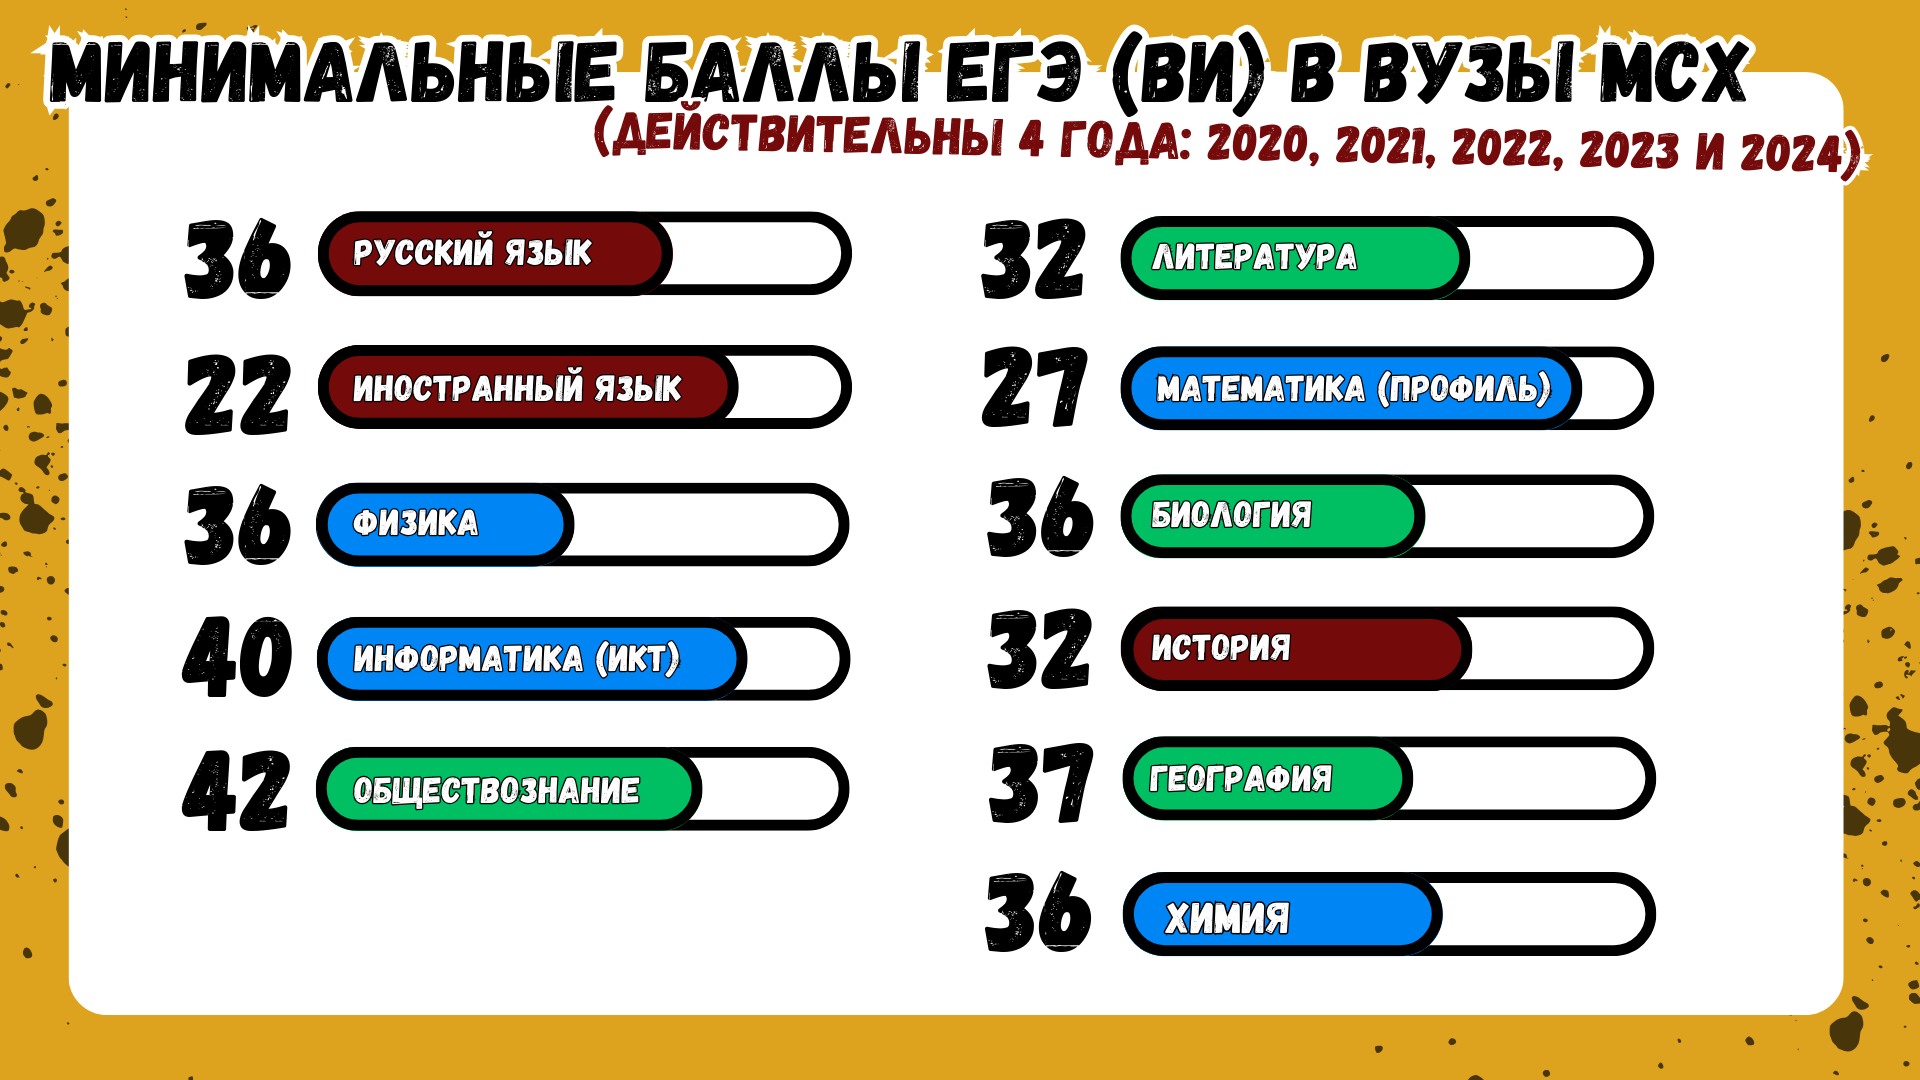 МИНИМАЛЬНЫЕ БАЛЛЫ ЕГЭ (ВИ) В ВУЗЫ МСХ
(ДЕЙСТВИТЕЛЬНЫ 4 ГОДА: 2020, 2021, 2022, 2023 И 2024)
36 РУССКИЙ ЯЗЫК
22 ИНОСТРАННЫЙ ЯЗЫК
36 ФИЗИКА
40 ИНФОРМАТИКА (ИКТ)
42 ОБЩЕСТВОЗНАНИЕ
32 ЛИТЕРАТУРА
27 МАТЕМАТИКА (ПРОФИЛЬ)
36 БИОЛОГИЯ
32 ИСТОРИЯ
37 ГЕОГРАФИЯ
36 ХИМИЯ